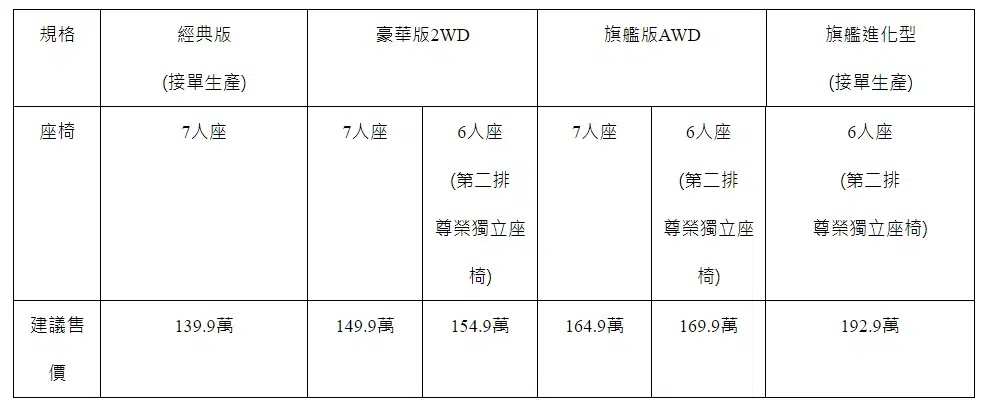 規格 經典版 豪華版2WD 旗艦版AWD 旗艦進化型
(接單生產) (接單生產)
座椅 7人座 7人座 6人座 7人座 6人座 6人座
(第二排 (第二排 (第二排
尊榮獨立座 尊榮獨立座 尊榮獨立座椅)
椅) 椅)
建議售 139.9萬 149.9萬 154.9萬 164.9萬 169.9萬 192.9萬
價